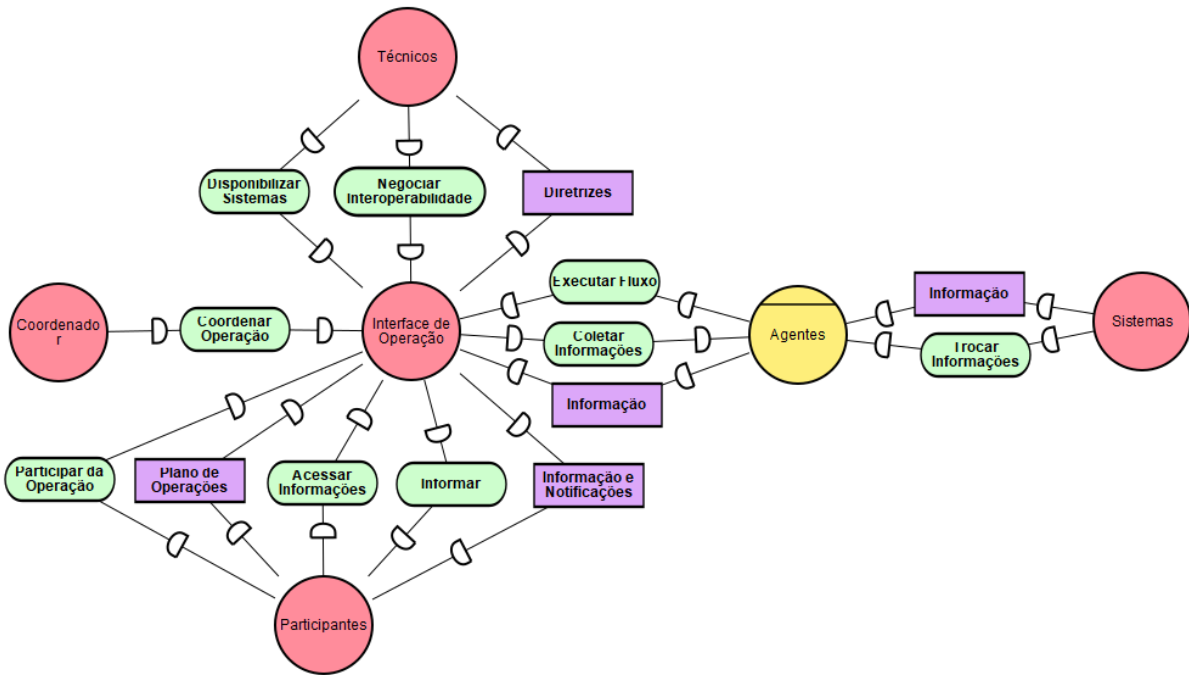 Técnicos
Disponibilizar
Sistemas
Negociar
Interoperabilidade
Diretrizes
Coordenado
r
Coordenar
Operação
Interface de
Operação
Executar Fluxo
Coletar
Informações
Informação
Agentes
Informação
Trocar
Informações
Sistemas
Participar da
Operação
Plano de
Operações
Acessar
Informações
Informar
Informação e
Notificações
Participantes